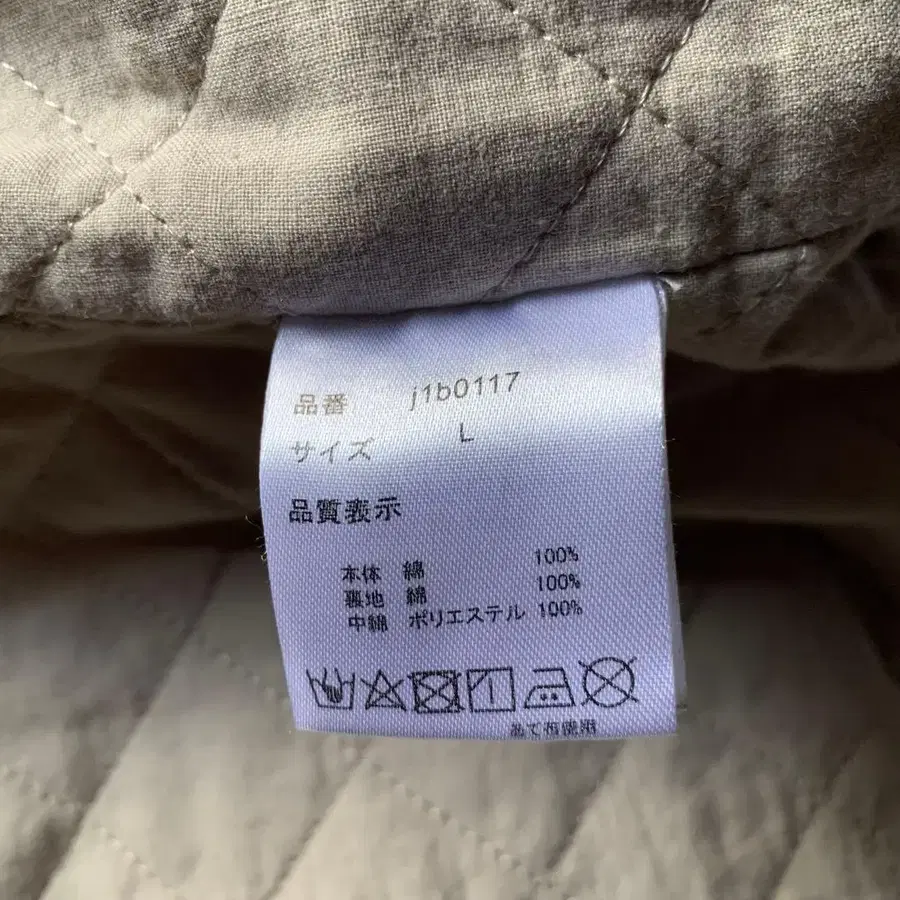 品番 j1b0117
サイズ L
品質表示
本体 綿 100%
裏地 綿 100%
中綿 ポリエステル 100%
あて布使用